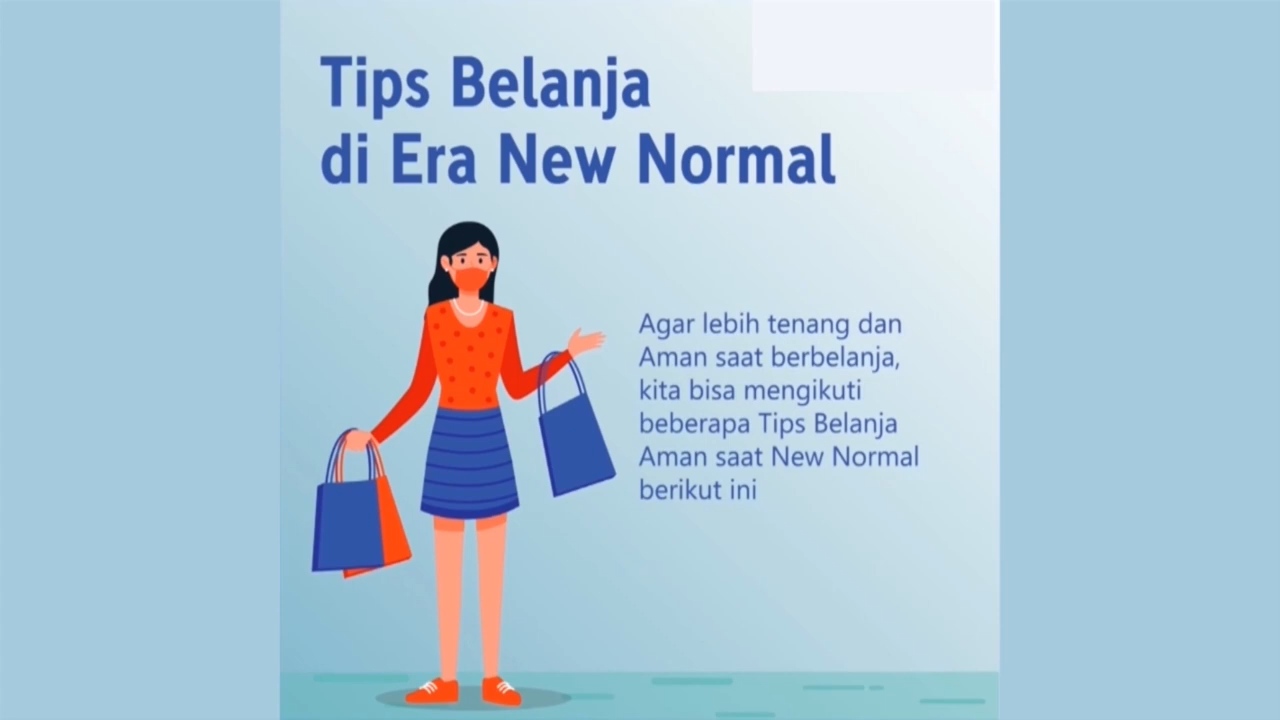 Tips Belanja
di Era New Normal
Agar lebih tenang dan
Aman saat berbelanja,
kita bisa mengikuti
beberapa Tips Belanja
Aman saat New Normal
berikut ini